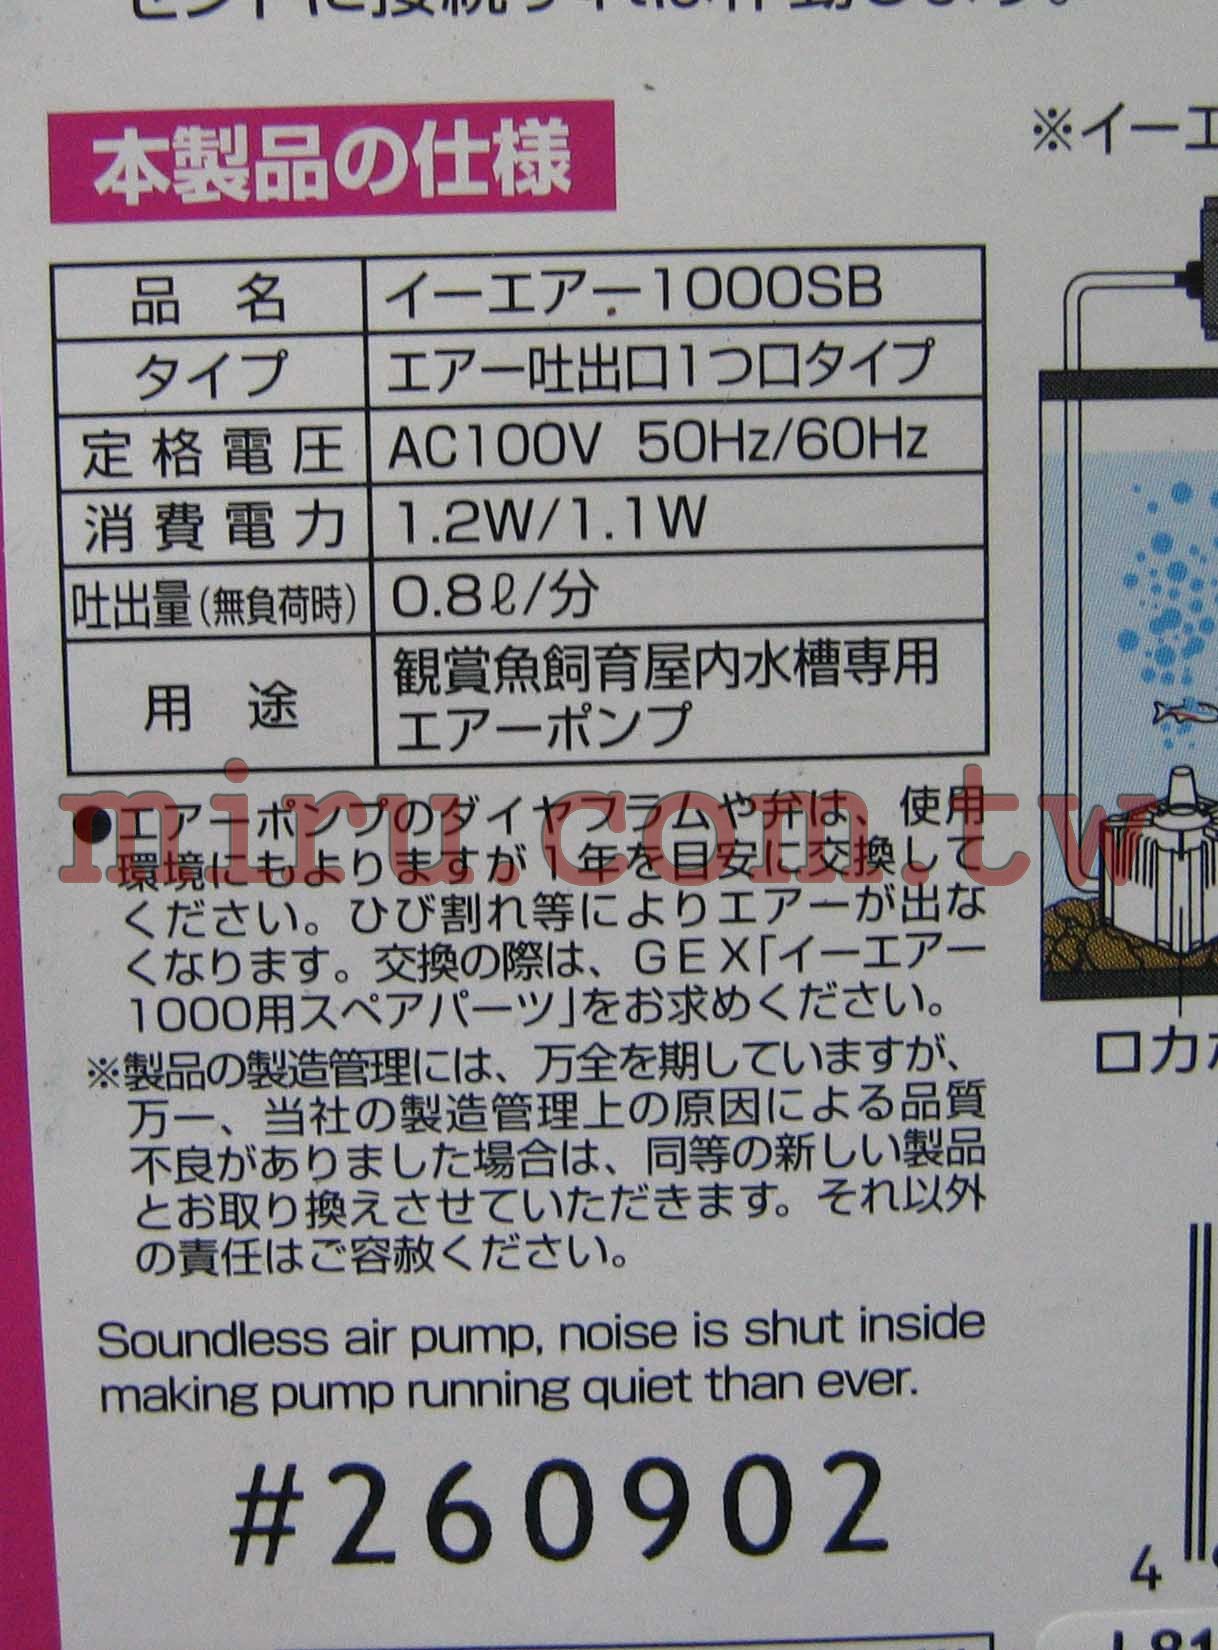 セントに接続すれば作動します。
本製品の仕様
品 名 イーエアー1000SB
タイプ エアー吐出口1つ口タイプ
定格電圧 AC100V 50Hz/60Hz
消費電力 1.2W/1.1W
吐出量(無負荷時) 0.8ℓ/分
用 途 観賞魚飼育屋内水槽専用
エアーポンプ
●エアーポンプのダイヤフラムや弁は、使用
環境にもよりますが1年を目安に交換して
ください。ひび割れ等によりエアーが出な
くなります。交換の際は、GEX「イーエアー
1000用スペアパーツ」をお求めください。
※製品の製造管理には、万全を期していますが、
万一、当社の製造管理上の原因による品質
不良がありました場合は、同等の新しい製品
とお取り換えさせていただきます。それ以外
の責任はご容赦ください。
Soundless air pump, noise is shut inside
making pump running quiet than ever.
#260902
miru.com.tw
※イーエ
ロカ
4